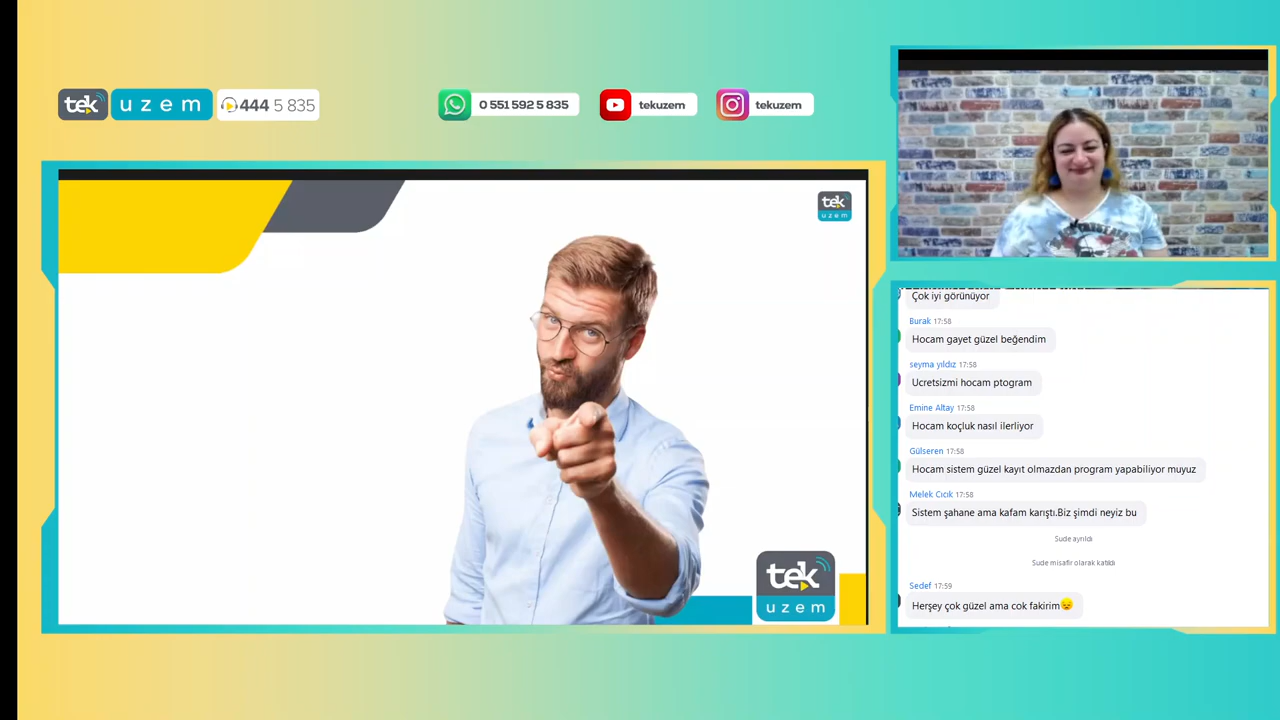 tek uzem 444 5 835
0 551 592 5 835
tekuzem
tekuzem
tek
uzem
tek
uzem
Çok iyi görünüyor
Burak 17:58
Hocam gayet güzel beğendim
seyma yıldız 17:58
Ucretsizmi hocam ptogram
Emine Altay 17:58
Hocam koçluk nasıl ilerliyor
Gülseren 17:58
Hocam sistem güzel kayıt olmazdan program yapabiliyor muyuz
Melek Cıcık 17:58
Sistem şahane ama kafam karıştı.Biz şimdi neyiz bu
Sude ayrıldı
Sude misafir olarak katıldı
Sedef 17:59
Herşey çok güzel ama cok fakirim😞